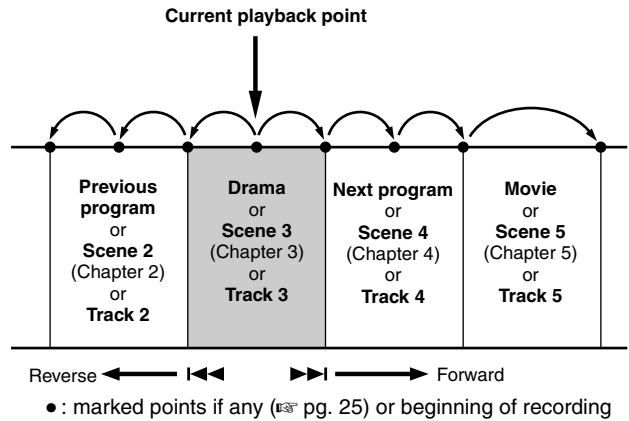 Current playback point
Previous
program
or
Scene 2
(Chapter 2)
or
Track 2
Drama
or
Scene 3
(Chapter 3)
or
Track 3
Next program
or
Scene 4
(Chapter 4)
or
Track 4
Movie
or
Scene 5
(Chapter 5)
or
Track 5
Reverse
Forward
● : marked points if any (☞ pg. 25) or beginning of recording